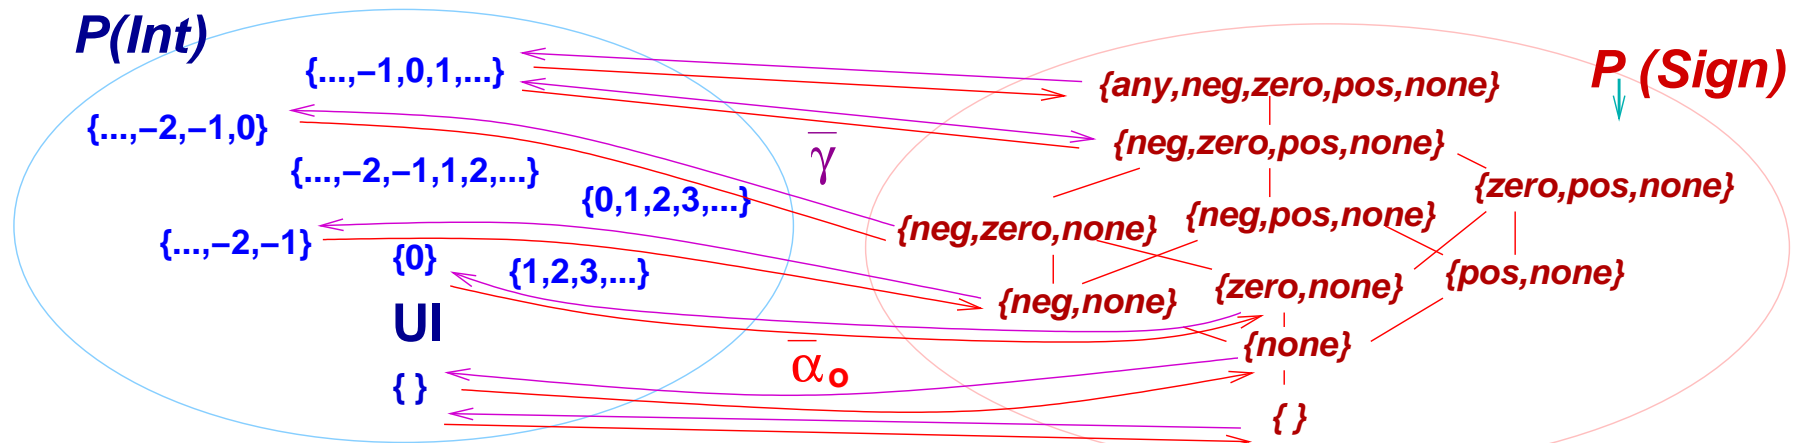 P(Int)
{...,−1,0,1,...}
{...,−2,−1,0}
{...,−2,−1,1,2,...}
{0,1,2,3,...}
{...,−2,−1}
{0}
{1,2,3,...}
UI
{ }
γ̅
α̅o
P↓(Sign)
{any,neg,zero,pos,none}
{neg,zero,pos,none}
{zero,pos,none}
{neg,pos,none}
{neg,zero,none}
{pos,none}
{zero,none}
{neg,none}
{none}
{ }